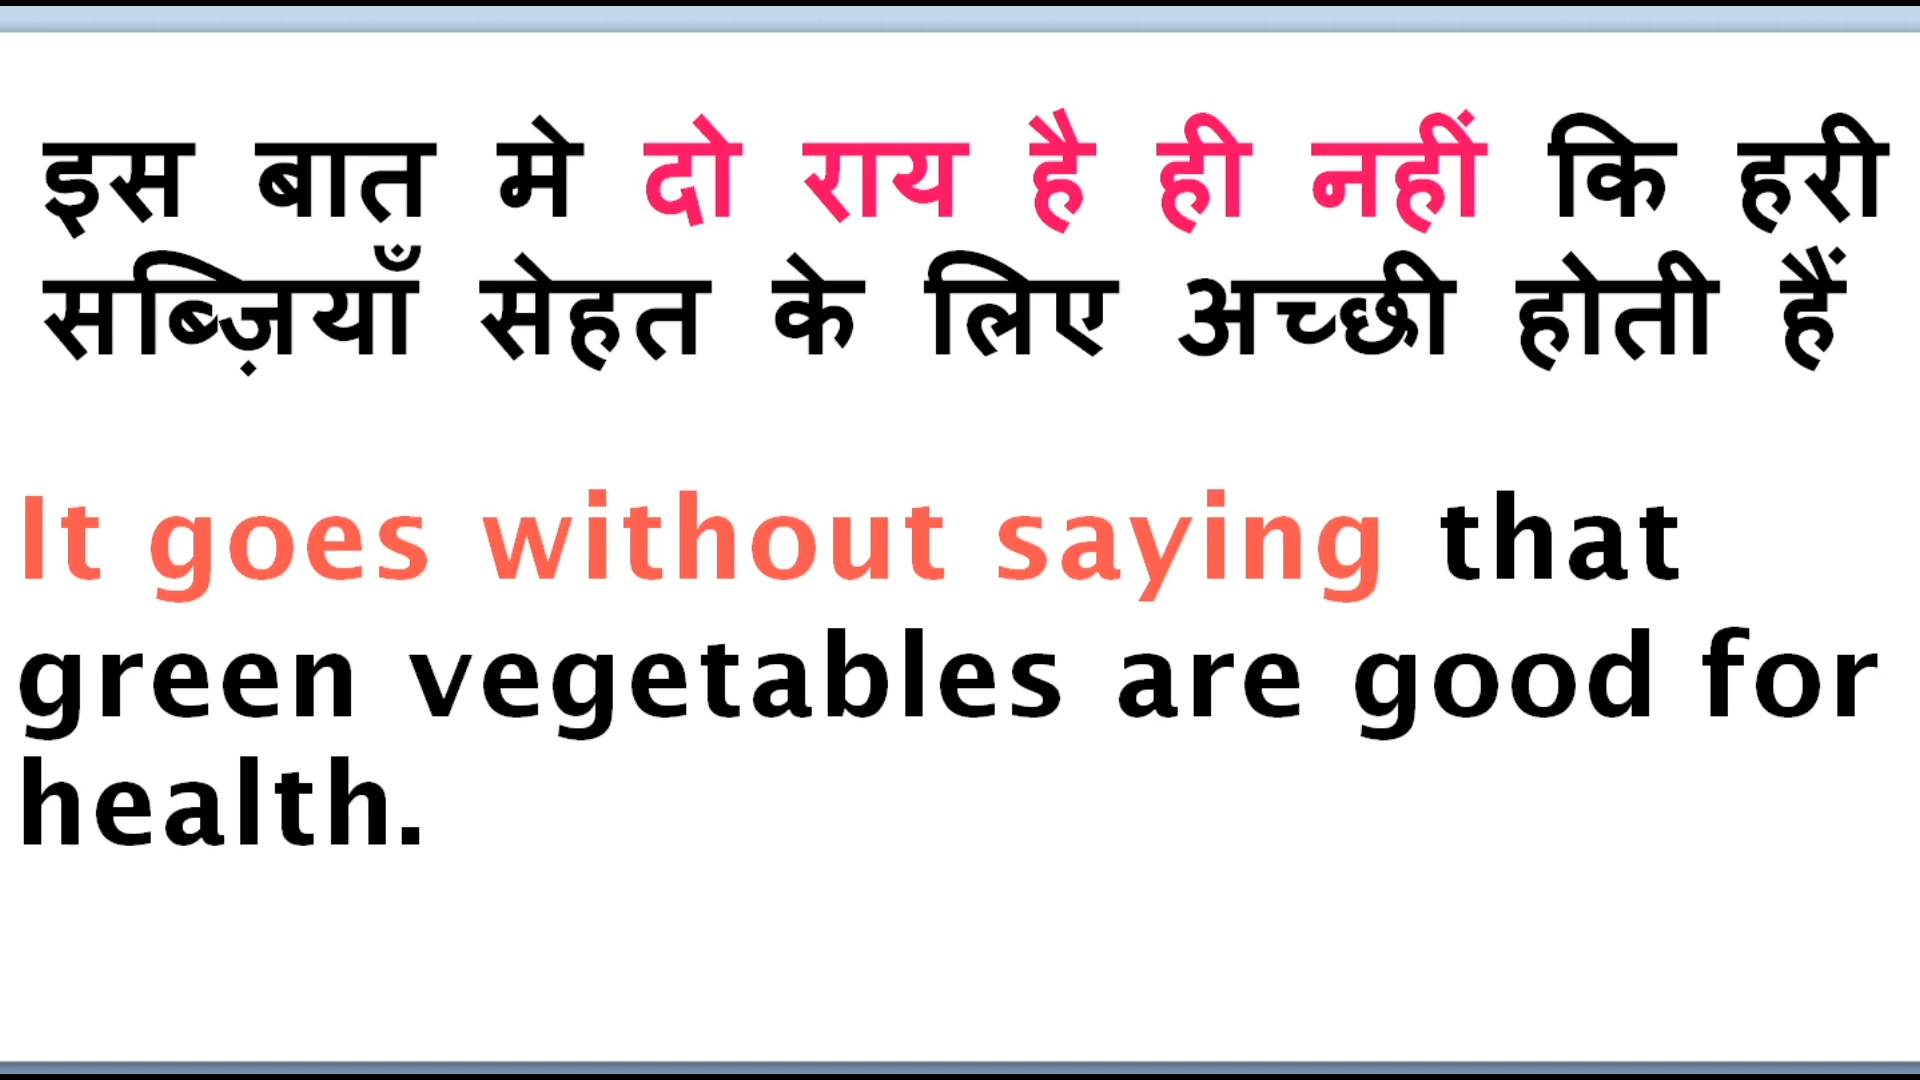 इस बात मे दो राय है ही नहीं कि हरी
सब्ज़ियाँ सेहत के लिए अच्छी होती हैं
It goes without saying that
green vegetables are good for
health.